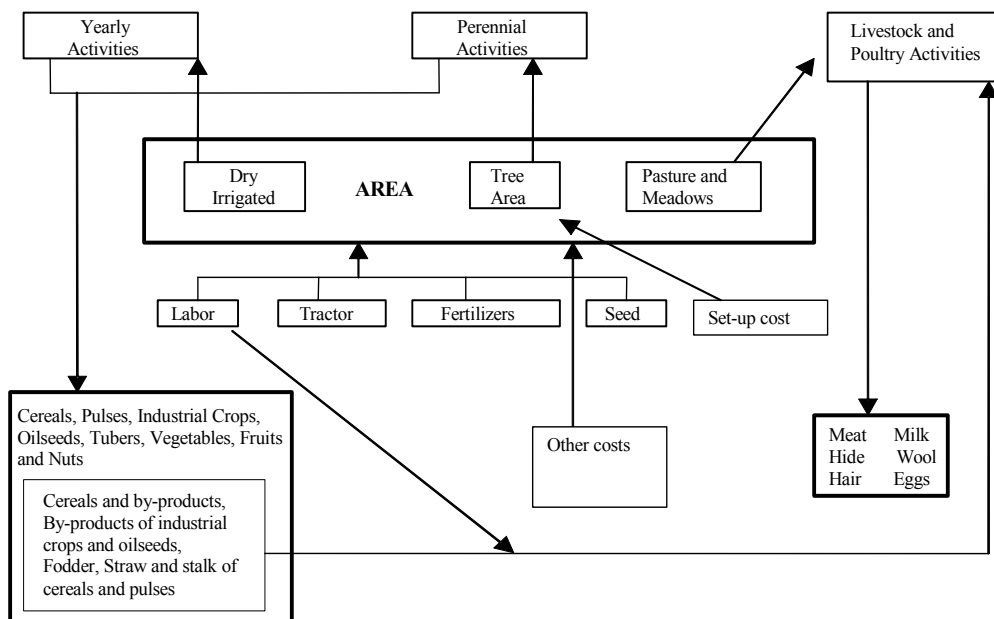 Yearly
Activities
Perennial
Activities
Livestock and
Poultry Activities
Dry
Irrigated
AREA
Tree
Area
Pasture and
Meadows
Labor
Tractor
Fertilizers
Seed
Set-up cost
Cereals, Pulses, Industrial Crops,
Oilseeds, Tubers, Vegetables, Fruits
and Nuts
Cereals and by-products,
By-products of industrial
crops and oilseeds,
Fodder, Straw and stalk of
cereals and pulses
Other costs
Meat Milk
Hide Wool
Hair Eggs